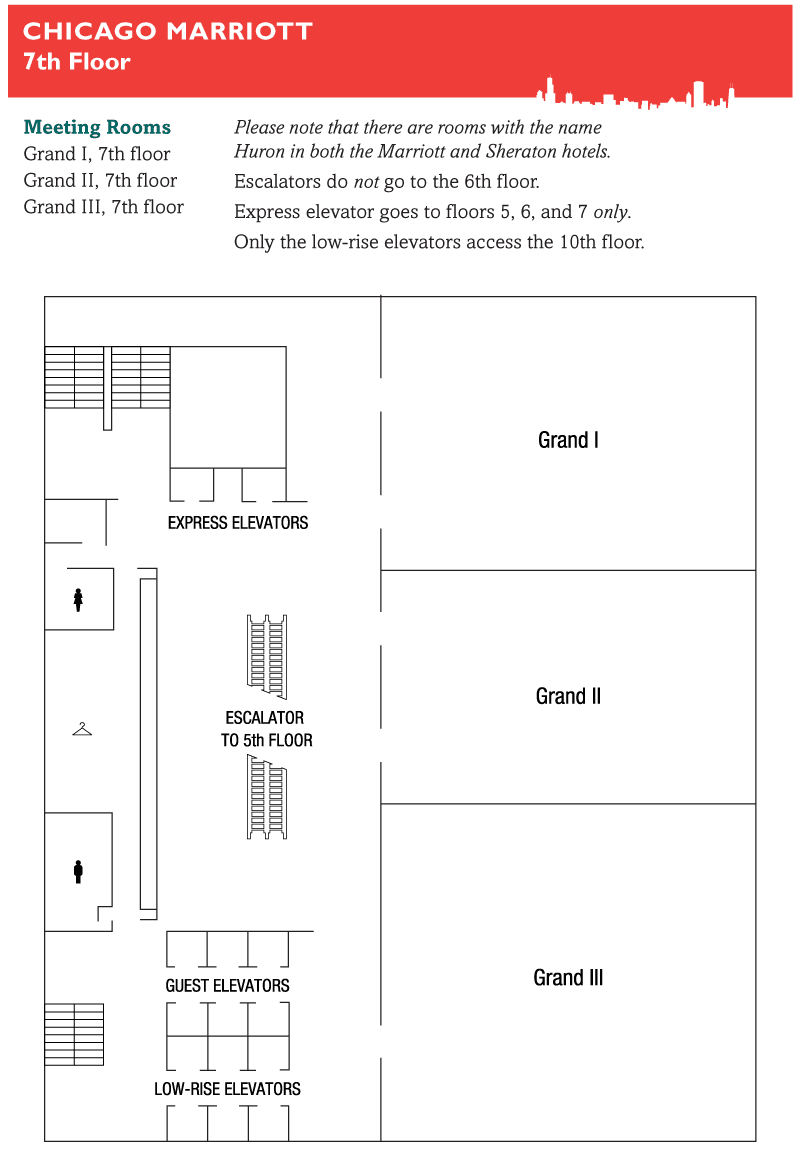 CHICAGO MARRIOTT
7th Floor
Meeting Rooms
Grand I, 7th floor
Grand II, 7th floor
Grand III, 7th floor
Please note that there are rooms with the name
Huron in both the Marriott and Sheraton hotels.
Escalators do not go to the 6th floor.
Express elevator goes to floors 5, 6, and 7 only.
Only the low-rise elevators access the 10th floor.
Grand I
EXPRESS ELEVATORS
Grand II
ESCALATOR
TO 5th FLOOR
Grand III
GUEST ELEVATORS
LOW-RISE ELEVATORS